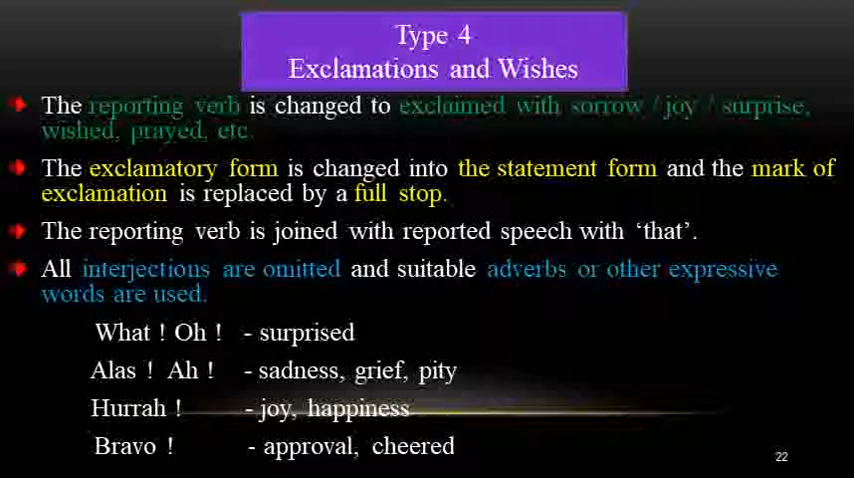 Type 4
Exclamations and Wishes
The reporting verb is changed to exclaimed with sorrow / joy / surprise,
wished, prayed, etc.
The exclamatory form is changed into the statement form and the mark of
exclamation is replaced by a full stop.
The reporting verb is joined with reported speech with ‘that’.
All interjections are omitted and suitable adverbs or other expressive
words are used.
What ! Oh ! - surprised
Alas ! Ah ! - sadness, grief, pity
Hurrah ! - joy, happiness
Bravo ! - approval, cheered
22